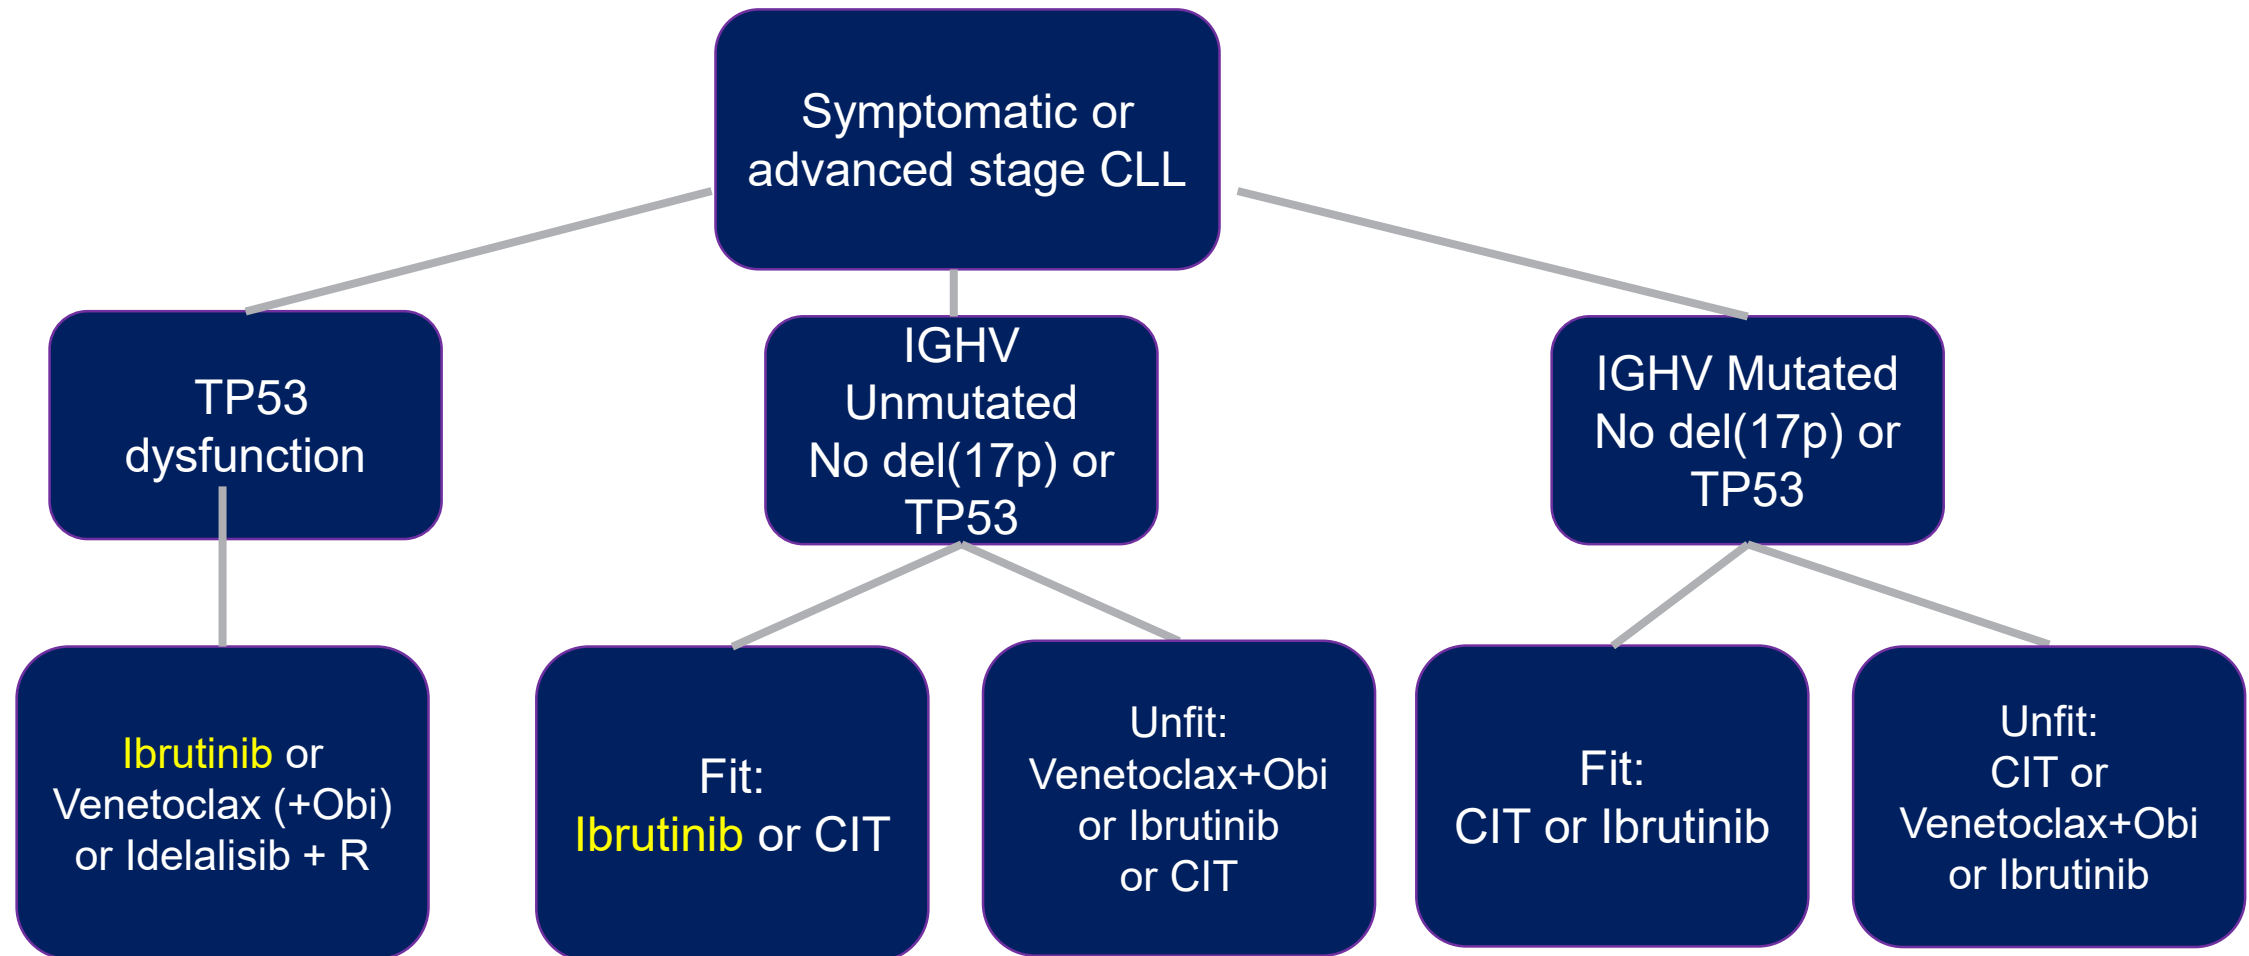 Symptomatic or
advanced stage CLL
TP53
dysfunction
IGHV
Unmutated
No del(17p) or
TP53
IGHV Mutated
No del(17p) or
TP53
Ibrutinib or
Venetoclax (+Obi)
or Idelalisib + R
Fit:
Ibrutinib or CIT
Unfit:
Venetoclax+Obi
or Ibrutinib
or CIT
Fit:
CIT or Ibrutinib
Unfit:
CIT or
Venetoclax+Obi
or Ibrutinib